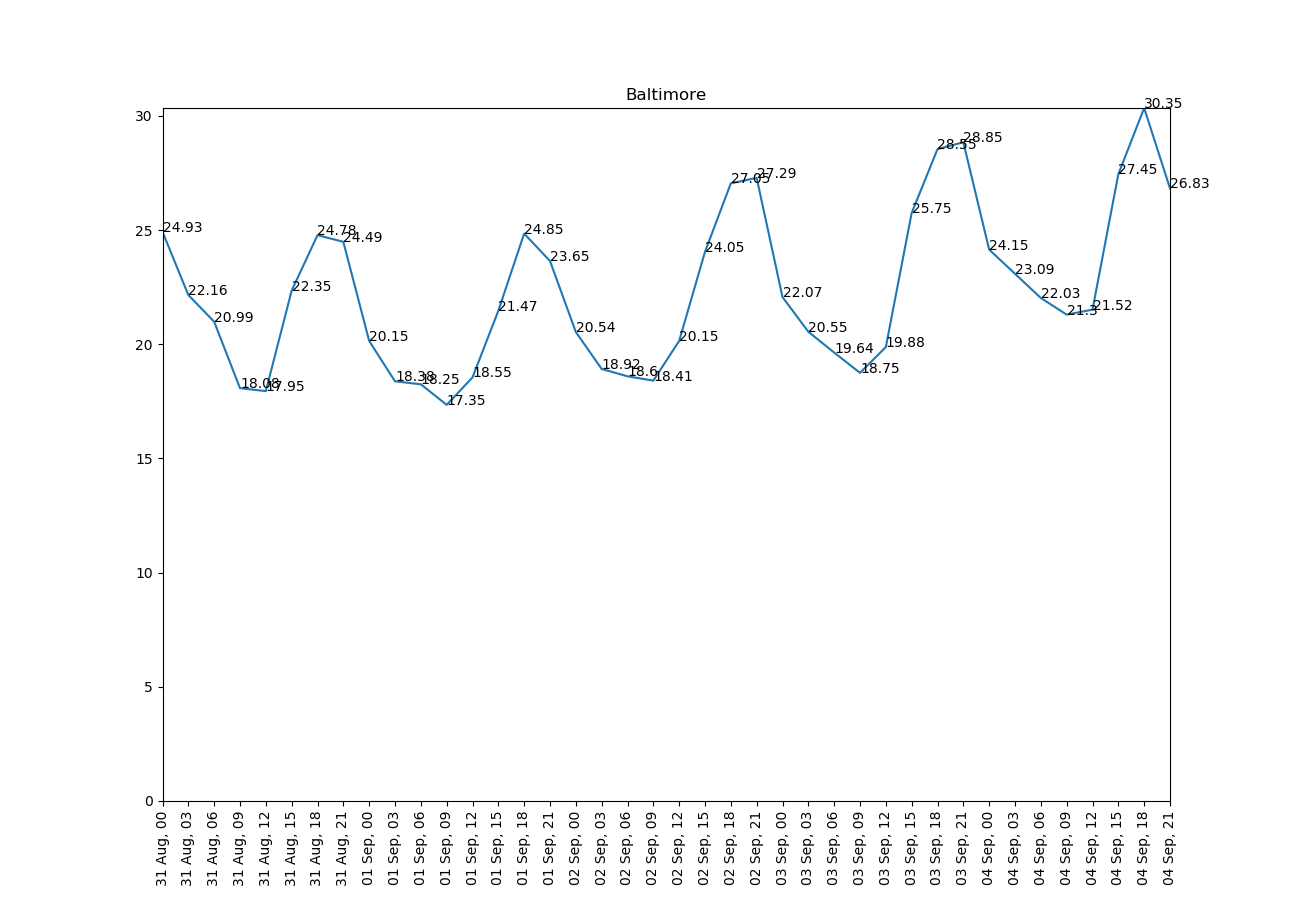 Baltimore
30
25
20
15
10
5
0
24.93
22.16
20.99
18.08
17.95
22.35
24.78
24.49
20.15
18.38
18.25
17.35
18.55
21.47
24.85
23.65
20.54
18.92
18.6
18.41
20.15
24.05
27.05
27.29
22.07
20.55
19.64
18.75
19.88
25.75
28.55
28.85
24.15
23.09
22.03
21.3
21.52
27.45
30.35
26.83
31 Aug, 00
31 Aug, 03
31 Aug, 06
31 Aug, 09
31 Aug, 12
31 Aug, 15
31 Aug, 18
31 Aug, 21
01 Sep, 00
01 Sep, 03
01 Sep, 06
01 Sep, 09
01 Sep, 12
01 Sep, 15
01 Sep, 18
01 Sep, 21
02 Sep, 00
02 Sep, 03
02 Sep, 06
02 Sep, 09
02 Sep, 12
02 Sep, 15
02 Sep, 18
02 Sep, 21
03 Sep, 00
03 Sep, 03
03 Sep, 06
03 Sep, 09
03 Sep, 12
03 Sep, 15
03 Sep, 18
03 Sep, 21
04 Sep, 00
04 Sep, 03
04 Sep, 06
04 Sep, 09
04 Sep, 12
04 Sep, 15
04 Sep, 18
04 Sep, 21